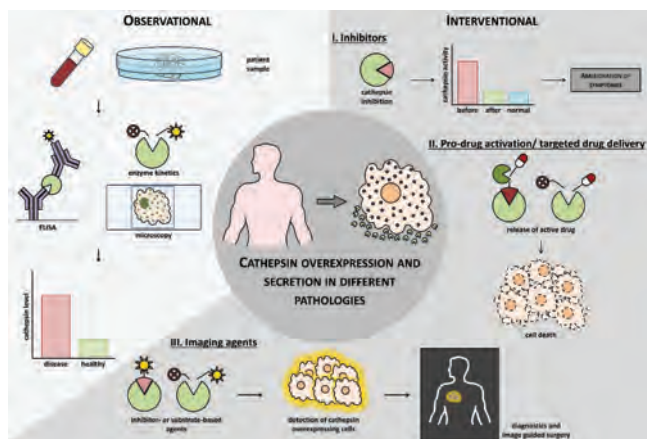 OBSERVATIONAL
patient
sample
enzyme kinetics
ELISA
microscopy
cathepsin level
disease healthy
INTERVENTIONAL
I. Inhibitors
cathepsin
inhibition
cathepsin activity
before after normal
AMELIORATION OF
SYMPTOMS
II. Pro-drug activation/ targeted drug delivery
release of active drug
cell death
CATHEPSIN OVEREXPRESSION AND
SECRETION IN DIFFERENT
PATHOLOGIES
III. Imaging agents
inhibitor- or substrate-based
agents
detection of cathepsin
overexpressing cells
diagnostics and
image guided surgery